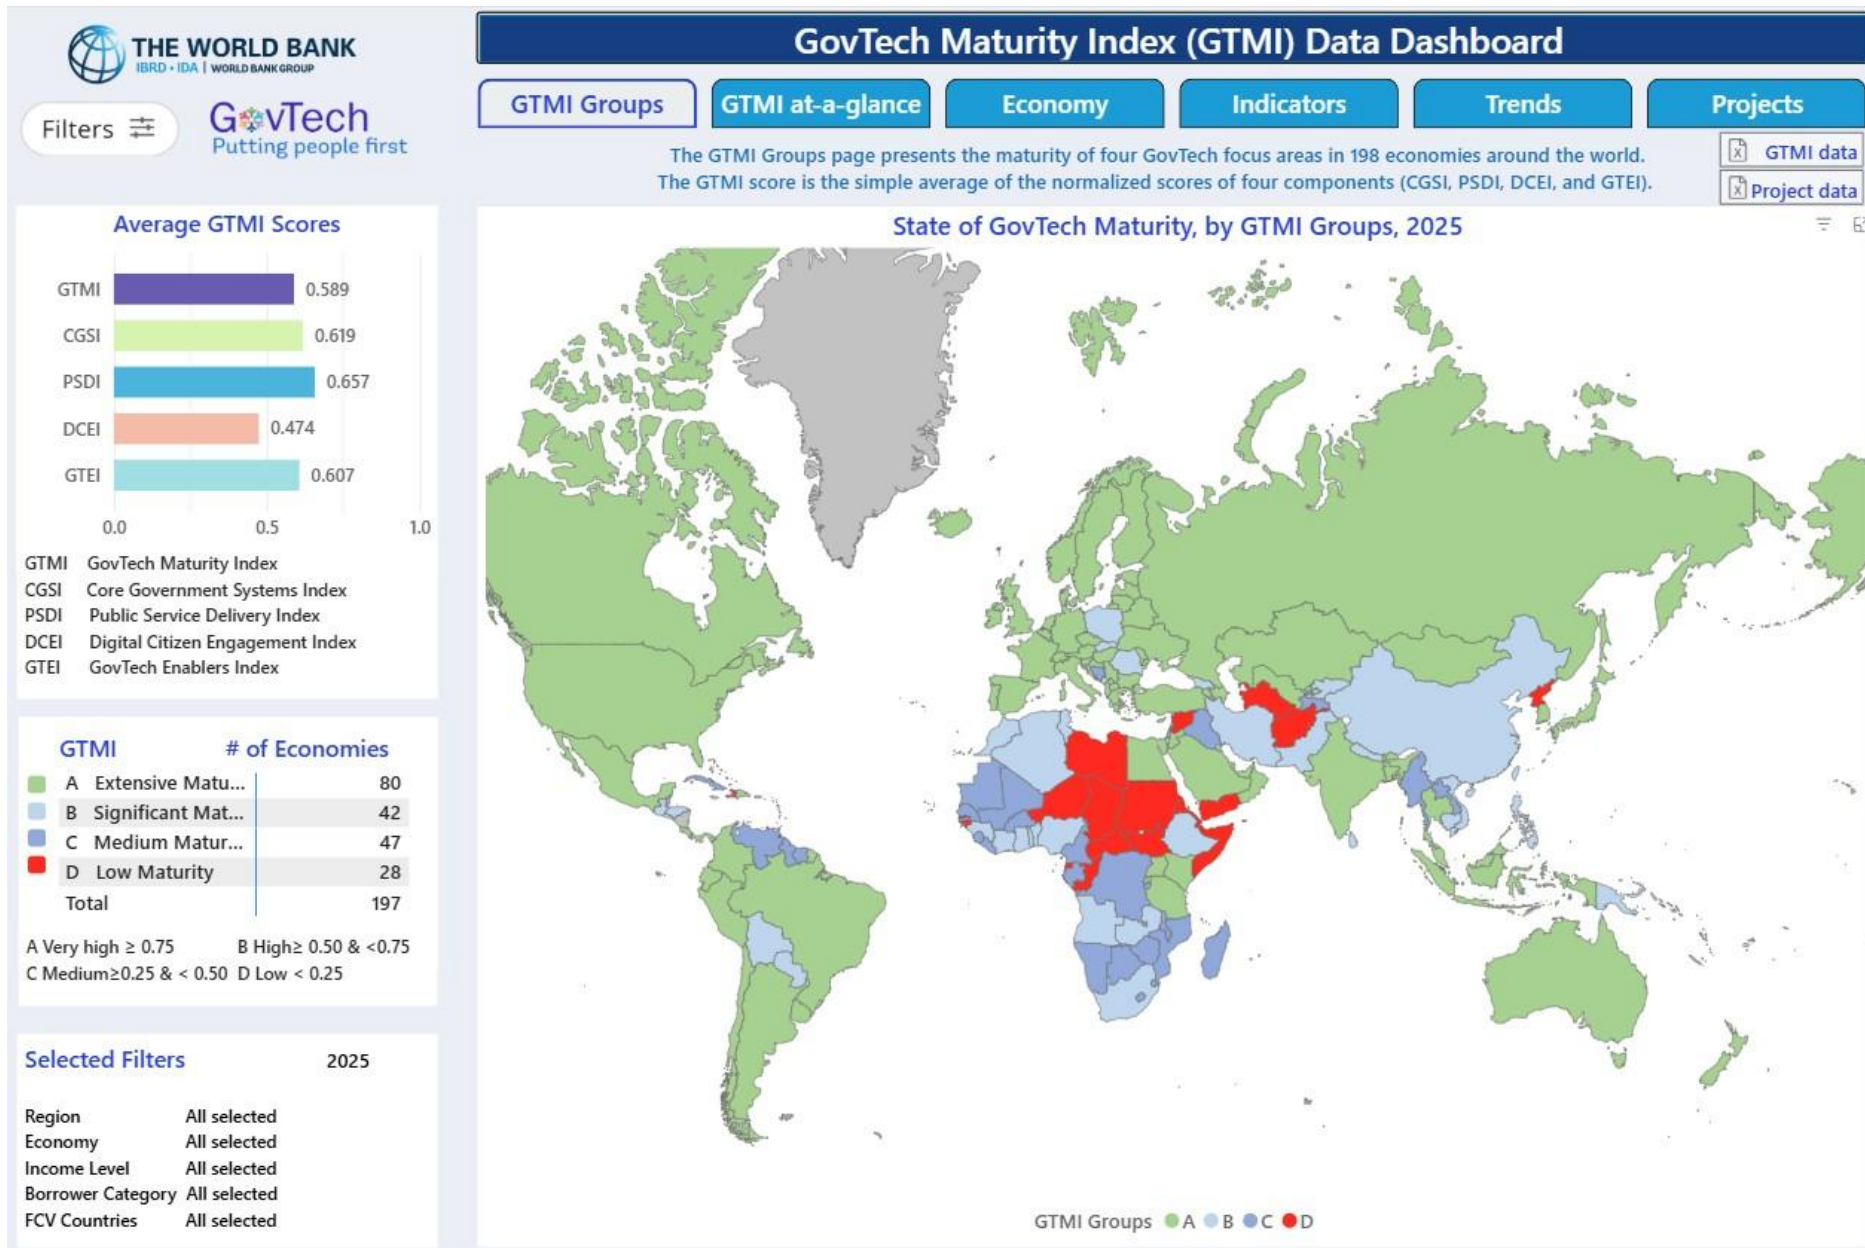 THE WORLD BANK
IBRD • IDA | WORLD BANK GROUP
Filters
GovTech
Putting people first
GovTech Maturity Index (GTMI) Data Dashboard
GTMI Groups
GTMI at-a-glance
Economy
Indicators
Trends
Projects
The GTMI Groups page presents the maturity of four GovTech focus areas in 198 economies around the world.
The GTMI score is the simple average of the normalized scores of four components (CGSI, PSDI, DCEI, and GTEI).
GTMI data
Project data
Average GTMI Scores
GTMI 0.589
CGSI 0.619
PSDI 0.657
DCEI 0.474
GTEI 0.607
0.0 0.5 1.0
GTMI GovTech Maturity Index
CGSI Core Government Systems Index
PSDI Public Service Delivery Index
DCEI Digital Citizen Engagement Index
GTEI GovTech Enablers Index
GTMI # of Economies
A Extensive Matu... 80
B Significant Mat... 42
C Medium Matur... 47
D Low Maturity 28
Total 197
A Very high ≥ 0.75 B High≥ 0.50 & <0.75
C Medium≥0.25 & < 0.50 D Low < 0.25
Selected Filters 2025
Region All selected
Economy All selected
Income Level All selected
Borrower Category All selected
FCV Countries All selected
State of GovTech Maturity, by GTMI Groups, 2025
GTMI Groups A B C D